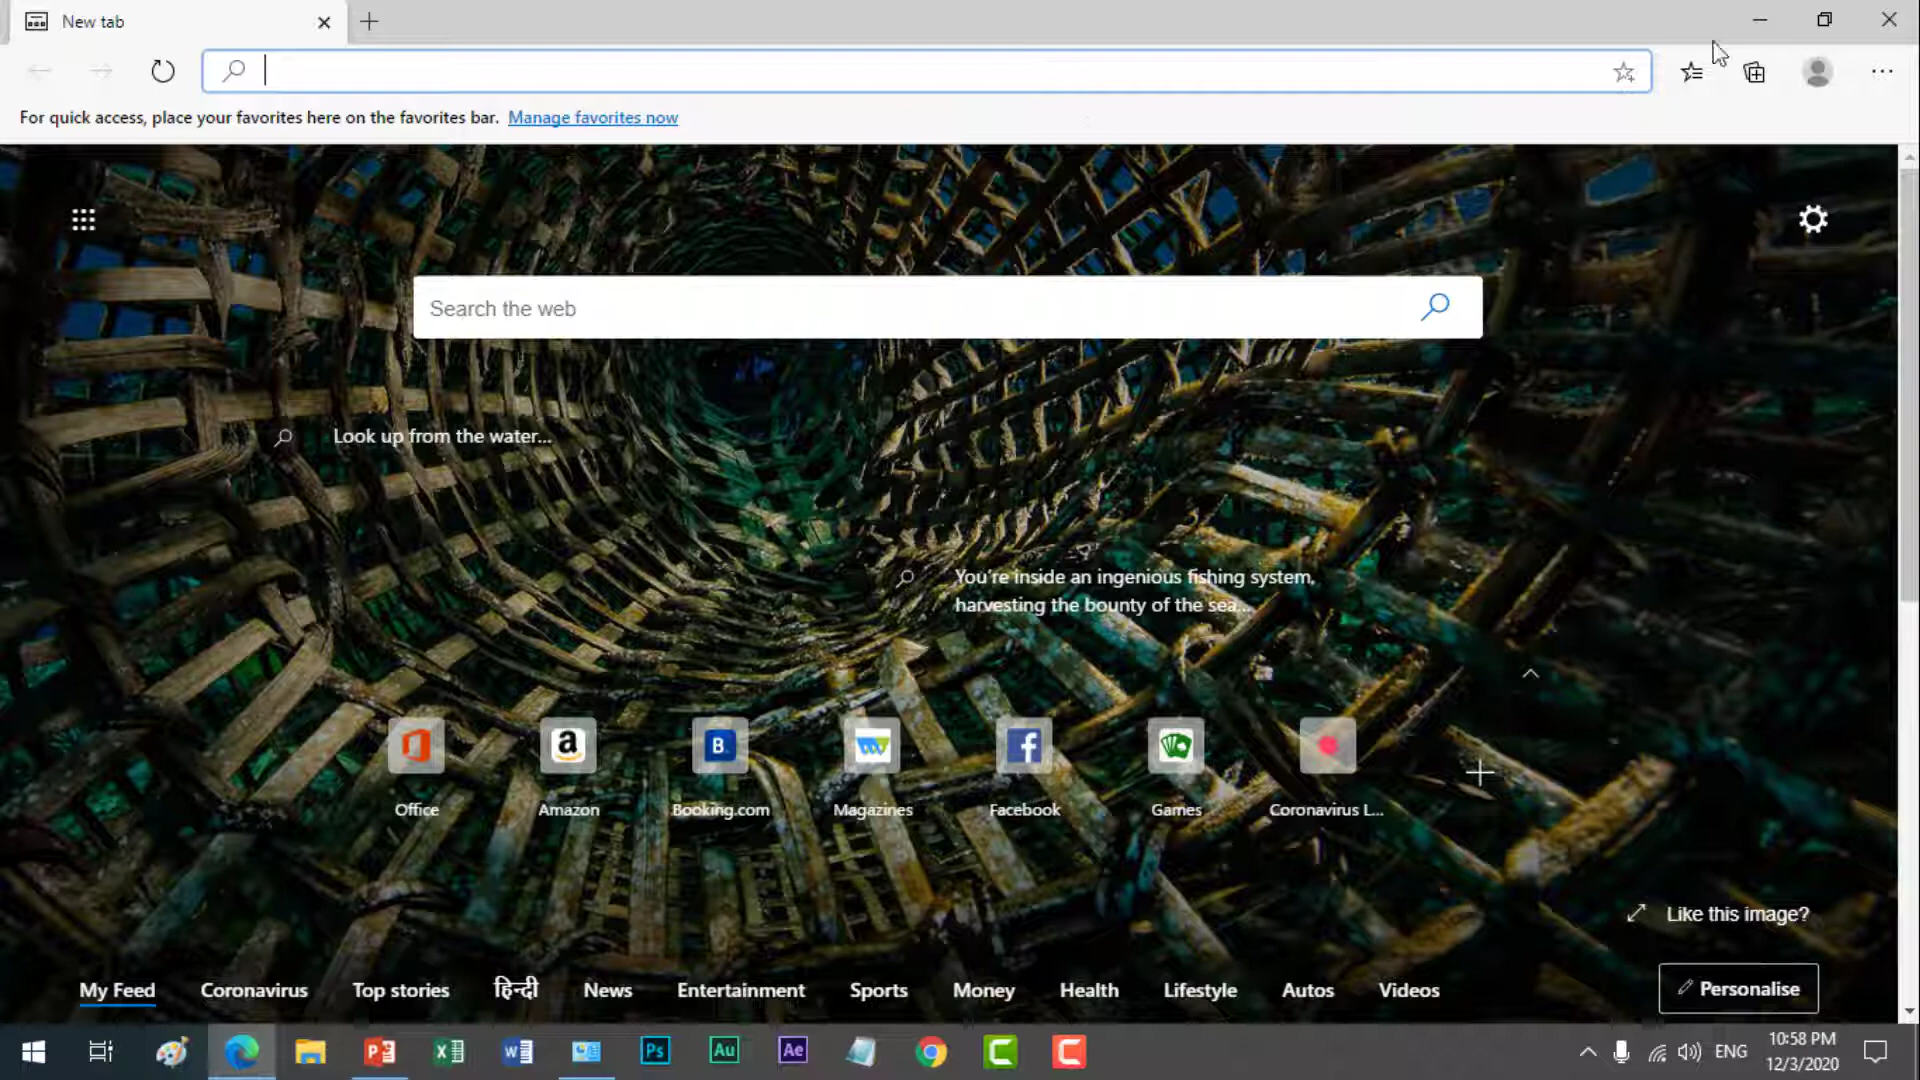 New tab
For quick access, place your favorites here on the favorites bar. Manage favorites now
Search the web
Look up from the water...
You're inside an ingenious fishing system,
harvesting the bounty of the sea...
a
B.
f
Office
Amazon
Booking.com
Magazines
Facebook
Games
Coronavirus L...
Like this image?
My Feed
Coronavirus
Top stories
हिन्दी
News
Entertainment
Sports
Money
Health
Lifestyle
Autos
Videos
Personalise
P
X
W
Ps
Au
Ae
C
C
ENG
10:58 PM
12/3/2020